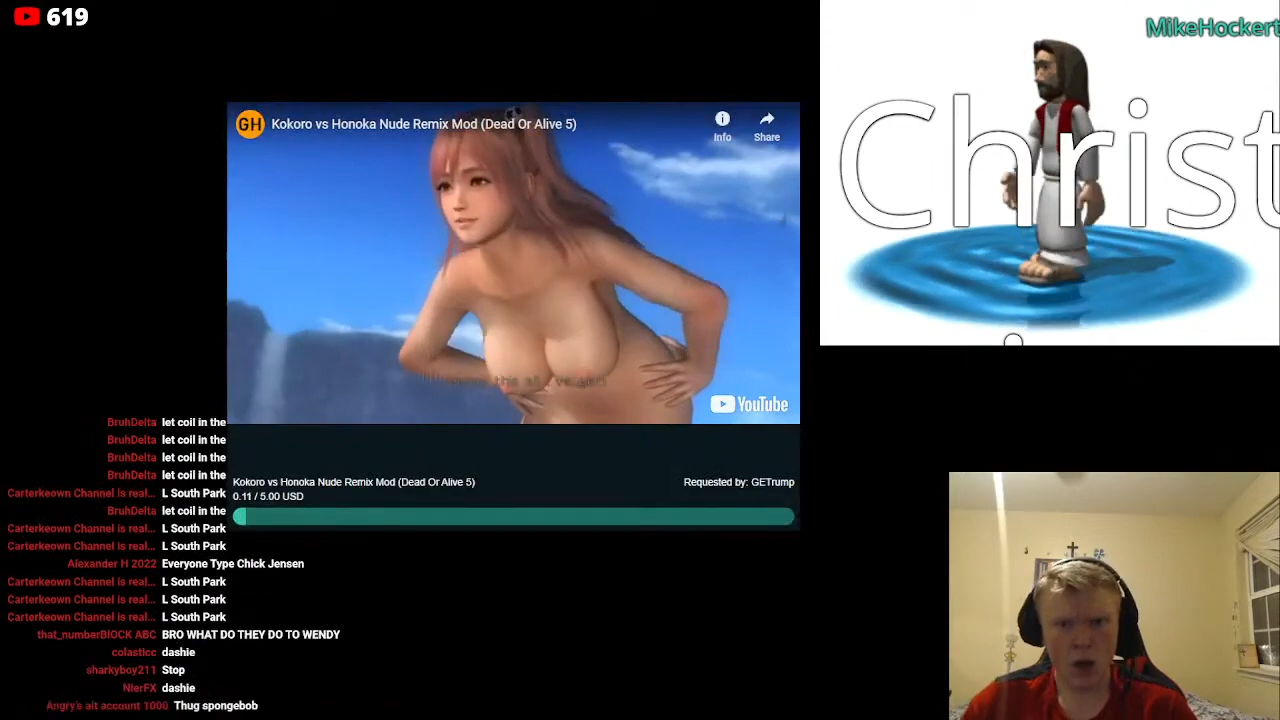 619
MikeHockert
Christ
GH Kokoro vs Honoka Nude Remix Mod (Dead Or Alive 5)
Info
Share
YouTube
Kokoro vs Honoka Nude Remix Mod (Dead Or Alive 5)
Requested by: GETrump
0.11 / 5.00 USD
BruhDelta let coil in the
BruhDelta let coil in the
BruhDelta let coil in the
BruhDelta let coil in the
Carterkeown Channel is real... L South Park
BruhDelta let coil in the
Carterkeown Channel is real... L South Park
Carterkeown Channel is real... L South Park
Alexander H 2022 Everyone Type Chick Jensen
Carterkeown Channel is real... L South Park
Carterkeown Channel is real... L South Park
Carterkeown Channel is real... L South Park
that_numberBlOCK ABC BRO WHAT DO THEY DO TO WENDY
colasticc dashie
sharkyboy211 Stop
NierFX dashie
Angry's alt account 1000 Thug spongebob